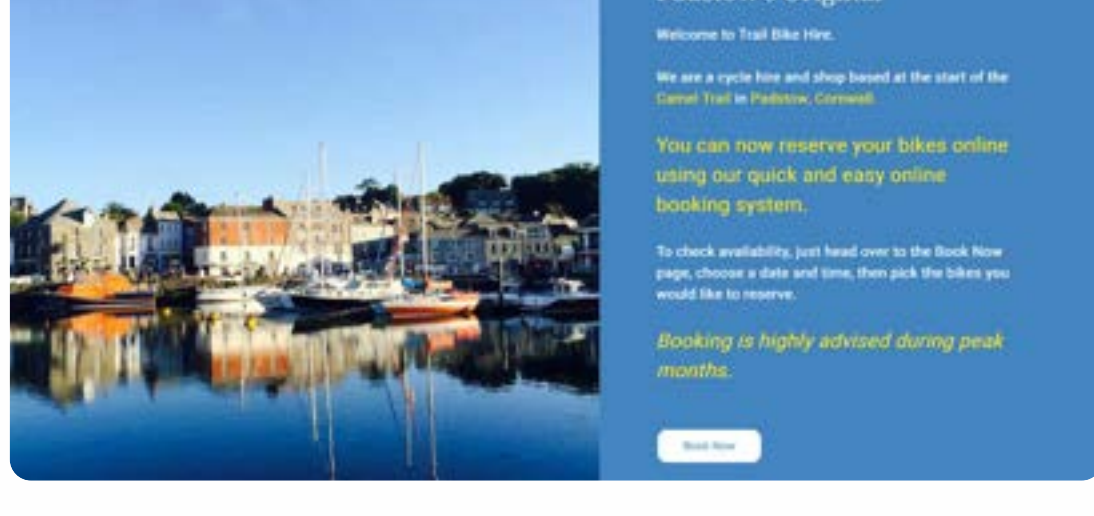 Welcome to Trail Bike Hire.
We are a cycle hire and shop based at the start of the
Camel Trail in Padstow, Cornwall.
You can now reserve your bikes online
using our quick and easy online
booking system.
To check availability, just head over to the Book Now
page, choose a date and time, then pick the bikes you
would like to reserve.
Booking is highly advised during peak
months.
Book Now